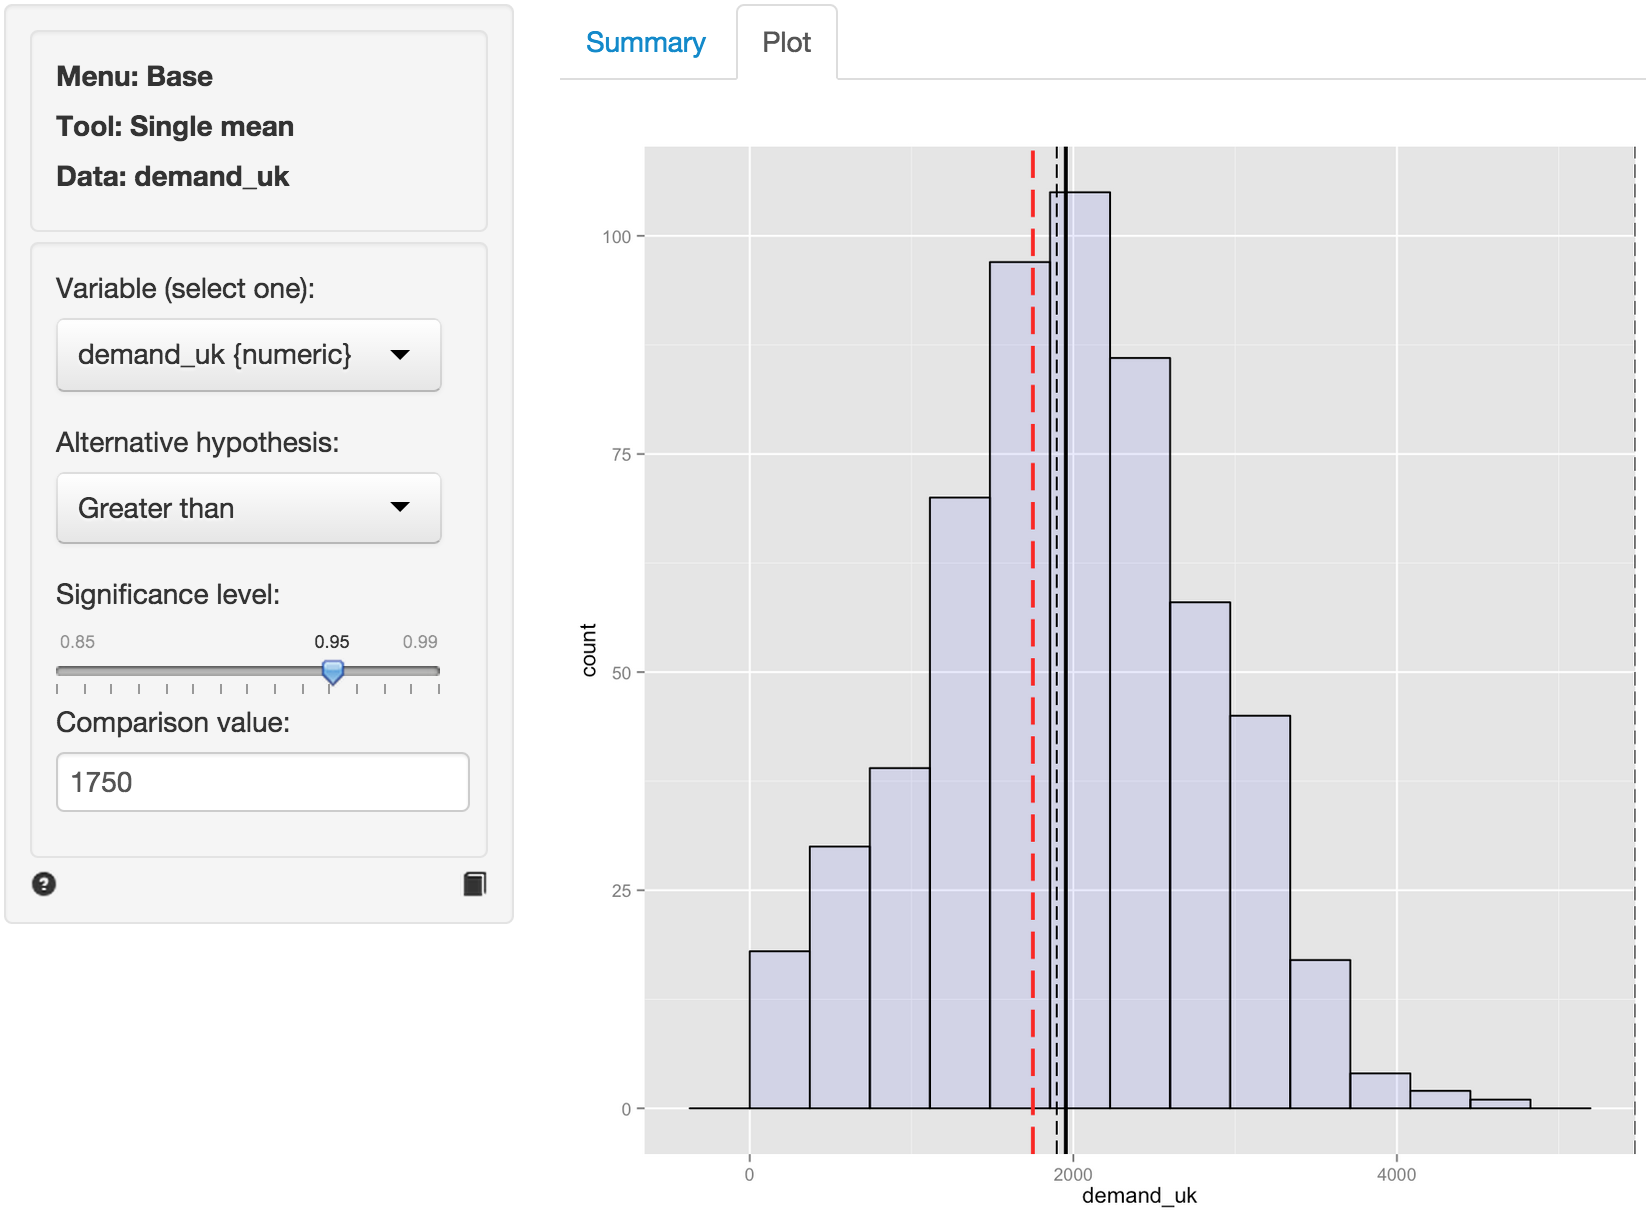 Menu: Base
Tool: Single mean
Data: demand_uk
Variable (select one):
demand_uk {numeric}
Alternative hypothesis:
Greater than
Significance level:
0.85 0.95 0.99
Comparison value:
1750
?
Summary Plot
count
100
75
50
25
0
0 2000 4000
demand_uk